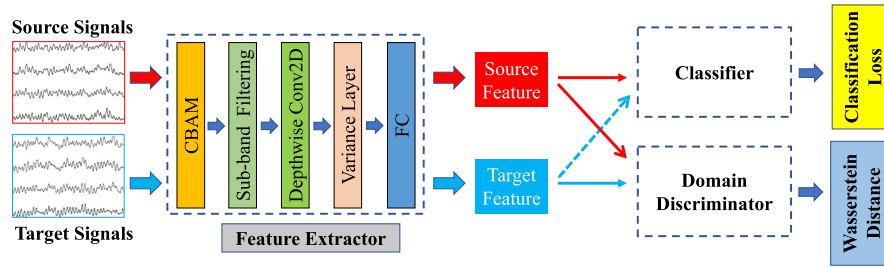 Source Signals
Target Signals
CBAM
Sub-band Filtering
Depthwise Conv2D
Variance Layer
FC
Feature Extractor
Source
Feature
Target
Feature
Classifier
Domain
Discriminator
Classification
Loss
Wasserstein
Distance